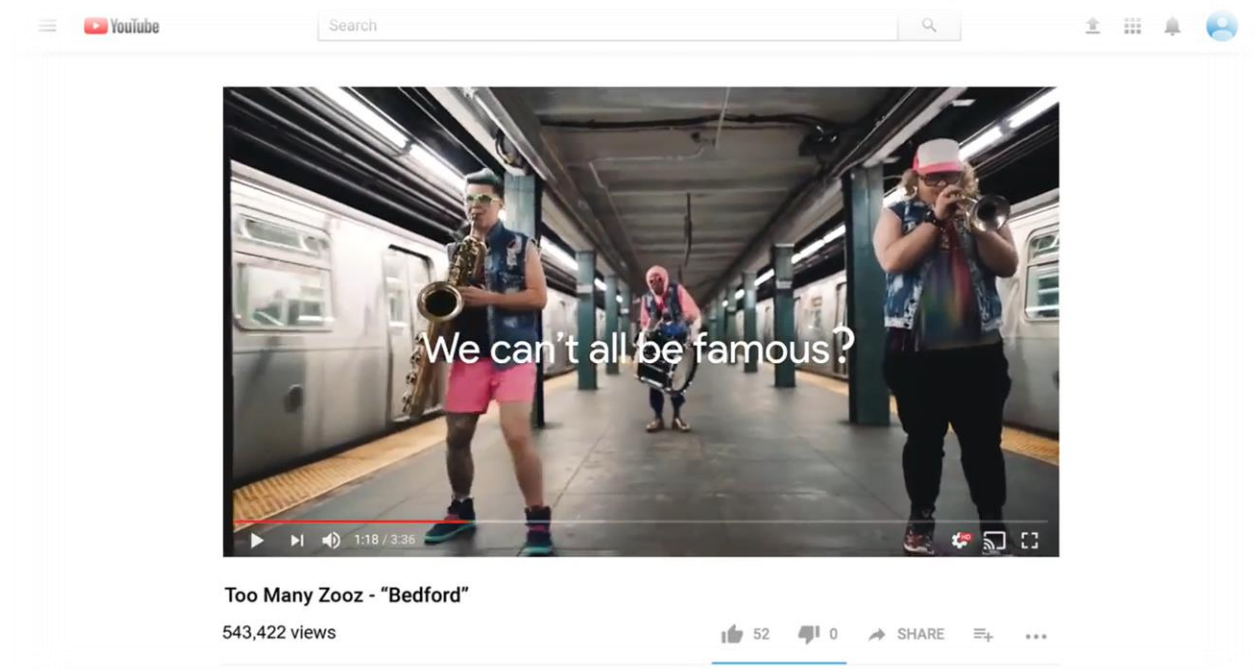 YouTube
Search
We can't all be famous?
HD
1:18 / 3:36
Too Many Zooz - “Bedford”
543,422 views
52
0
SHARE